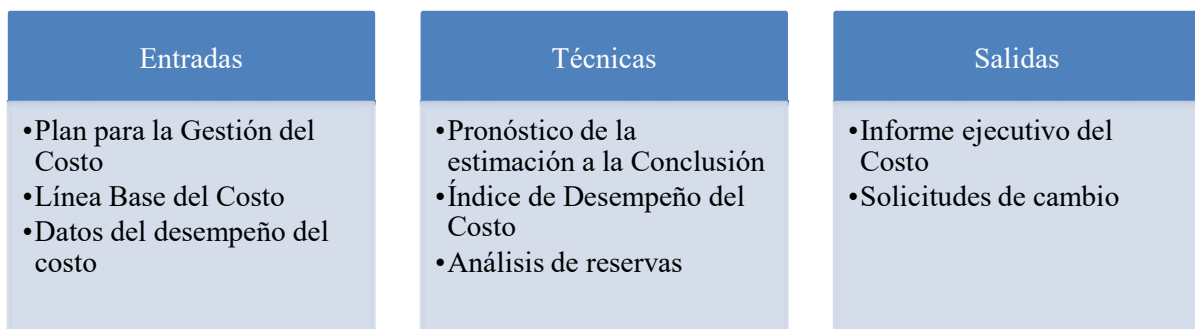 Entradas
•Plan para la Gestión del
Costo
•Línea Base del Costo
•Datos del desempeño del
costo
Técnicas
•Pronóstico de la
estimación a la Conclusión
•Índice de Desempeño del
Costo
•Análisis de reservas
Salidas
•Informe ejecutivo del
Costo
•Solicitudes de cambio